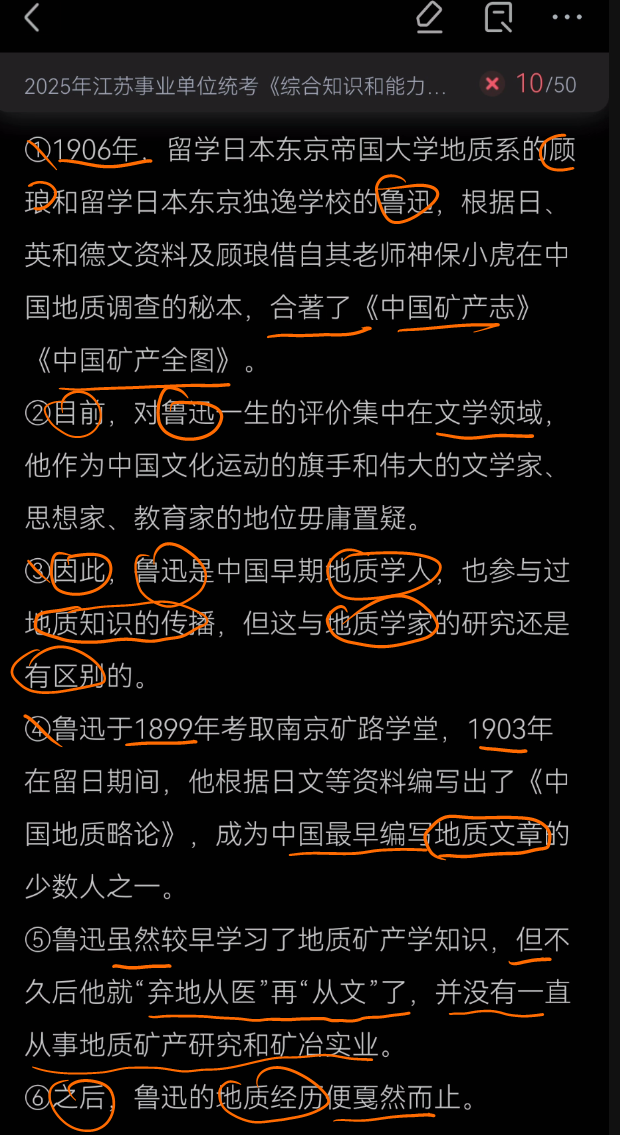 2025年江苏事业单位统考《综合知识和能力... × 10/50
①1906年，留学日本东京帝国大学地质系的顾
琅和留学日本东京独逸学校的鲁迅，根据日、
英和德文资料及顾琅借自其老师神保小虎在中
国地质调查的秘本，合著了《中国矿产志》
《中国矿产全图》。
②目前，对鲁迅一生的评价集中在文学领域，
他作为中国文化运动的旗手和伟大的文学家、
思想家、教育家的地位毋庸置疑。
③因此，鲁迅是中国早期地质学人，也参与过
地质知识的传播，但这与地质学家的研究还是
有区别的。
④鲁迅于1899年考取南京矿路学堂，1903年
在留日期间，他根据日文等资料编写出了《中
国地质略论》，成为中国最早编写地质文章的
少数人之一。
⑤鲁迅虽然较早学习了地质矿产学知识，但不
久后他就“弃地从医”再“从文”了，并没有一直
从事地质矿产研究和矿冶实业。
⑥之后，鲁迅的地质经历便戛然而止。